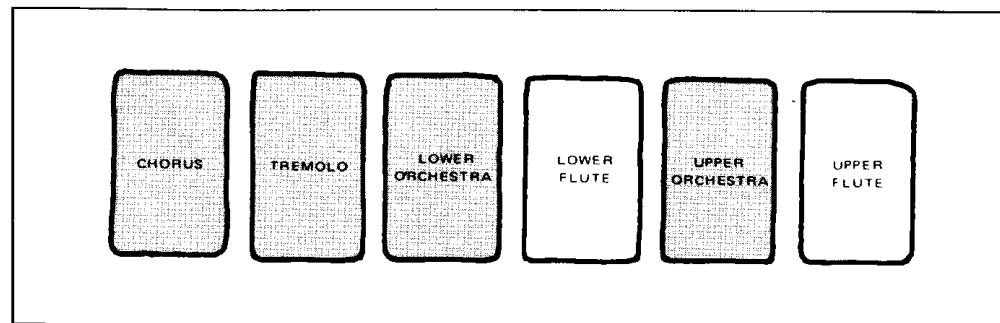 CHORUS
TREMOLO
LOWER
ORCHESTRA
LOWER
FLUTE
UPPER
ORCHESTRA
UPPER
FLUTE